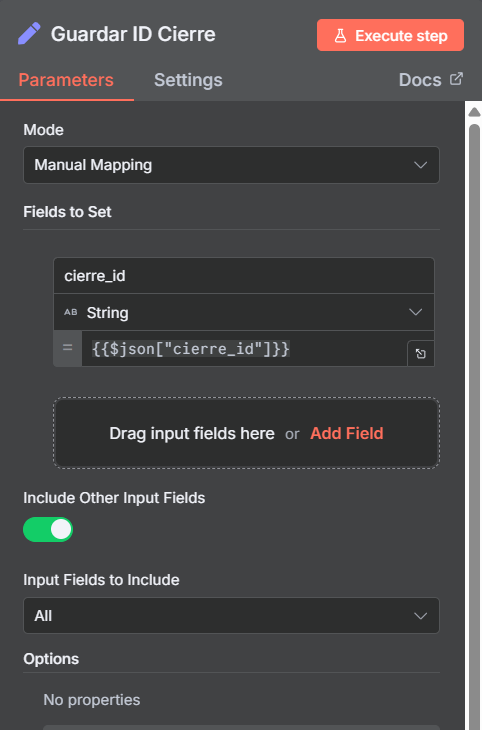 Guardar ID Cierre
Execute step
Parameters Settings Docs
Mode
Manual Mapping
Fields to Set
cierre_id
AB String
= {{$json["cierre_id"]}}
Drag input fields here or Add Field
Include Other Input Fields
Input Fields to Include
All
Options
No properties